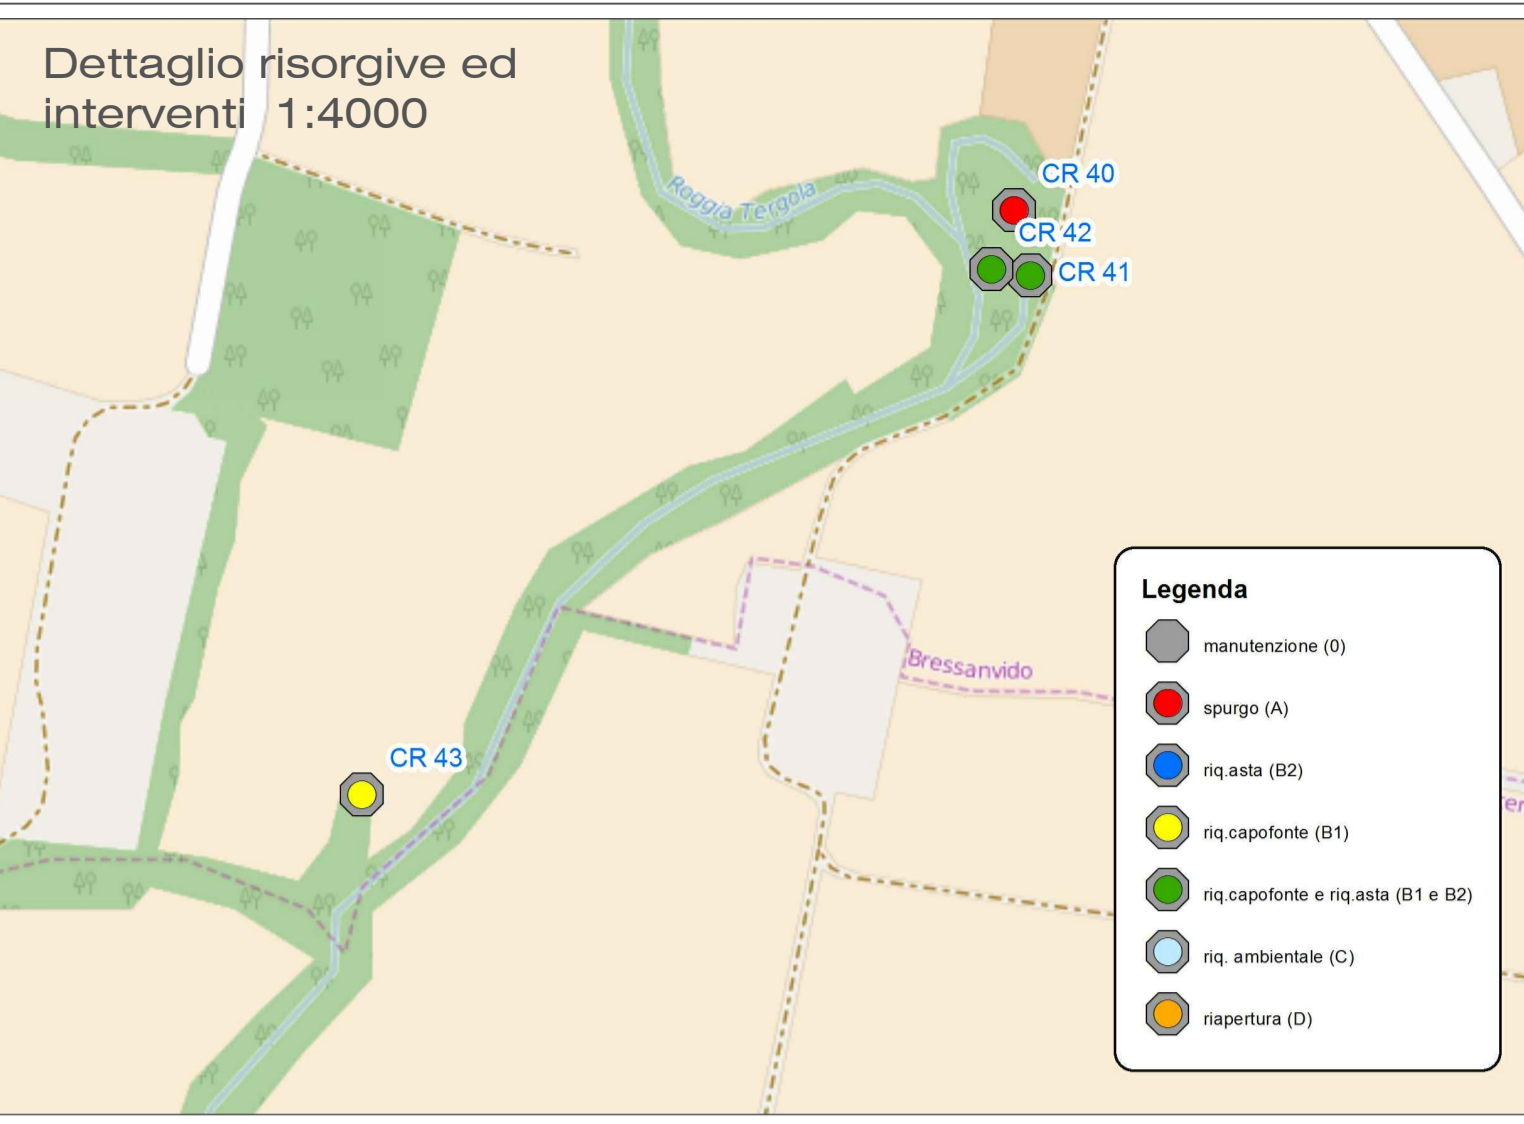 Dettaglio risorgive ed
interventi 1:4000
Roggia Tergola
CR 40
CR 42
CR 41
Bressanvido
CR 43
Legenda
manutenzione (0)
spurgo (A)
riq.asta (B2)
riq.capofonte (B1)
riq.capofonte e riq.asta (B1 e B2)
riq. ambientale (C)
riapertura (D)